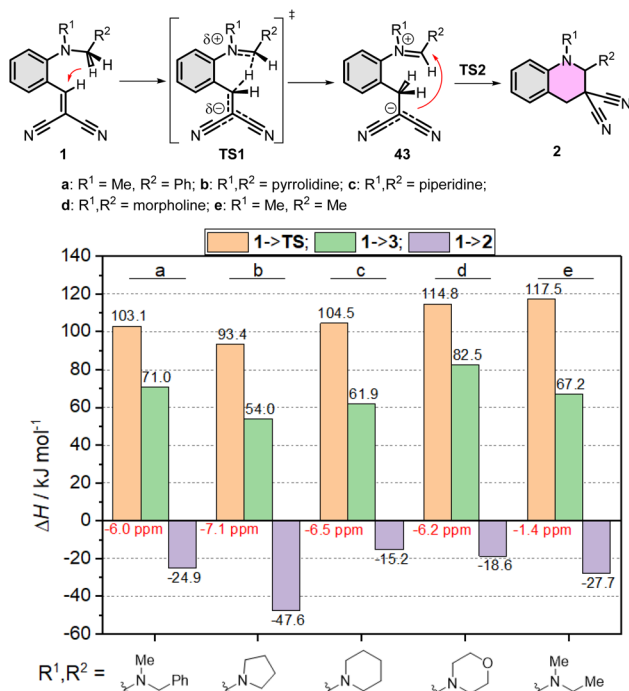 R¹ R² R¹ R² R¹ R² R¹ R²
N H H δ+ N H H H ‡ N ⊕ H H H N
δ⊖ ⊖ TS2
N N N N N N N N
1 TS1 43 2
a: R¹ = Me, R² = Ph; b: R¹,R² = pyrrolidine; c: R¹,R² = piperidine;
d: R¹,R² = morpholine; e: R¹ = Me, R² = Me
1->TS; 1->3; 1->2
a b c d e
140
120
100
80
60
40
20
0
-20
-40
-60
ΔH / kJ mol⁻¹
103.1 93.4 104.5 114.8 117.5
71.0 54.0 61.9 82.5 67.2
-6.0 ppm -7.1 ppm -6.5 ppm -6.2 ppm -1.4 ppm
-24.9 -47.6 -15.2 -18.6 -27.7
R¹,R² = Me N Ph N N N O Me N Me